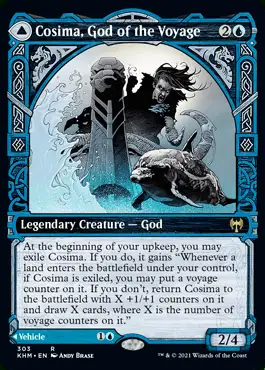 Cosima, God of the Voyage 2
Legendary Creature — God
At the beginning of your upkeep, you may
exile Cosima. If you do, it gains "Whenever a
land enters the battlefield under your control,
if Cosima is exiled, you may put a voyage
counter on it. If you don't, return Cosima to
the battlefield with X +1/+1 counters on it
and draw X cards, where X is the number of
voyage counters on it."
Vehicle 1
2/4
303 R
KHM • EN ANDY BRASE
™ & © 2021 Wizards of the Coast